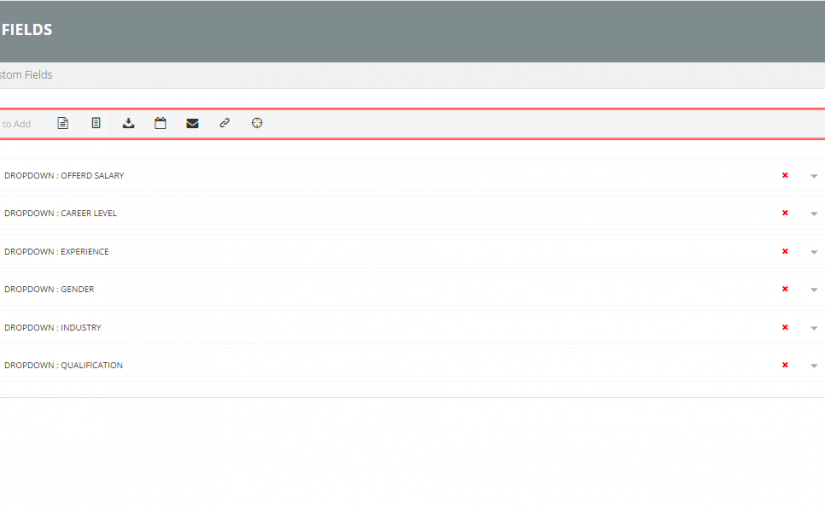 FIELDS
stom Fields
to Add
DROPDOWN : OFFERD SALARY
DROPDOWN : CAREER LEVEL
DROPDOWN : EXPERIENCE
DROPDOWN : GENDER
DROPDOWN : INDUSTRY
DROPDOWN : QUALIFICATION